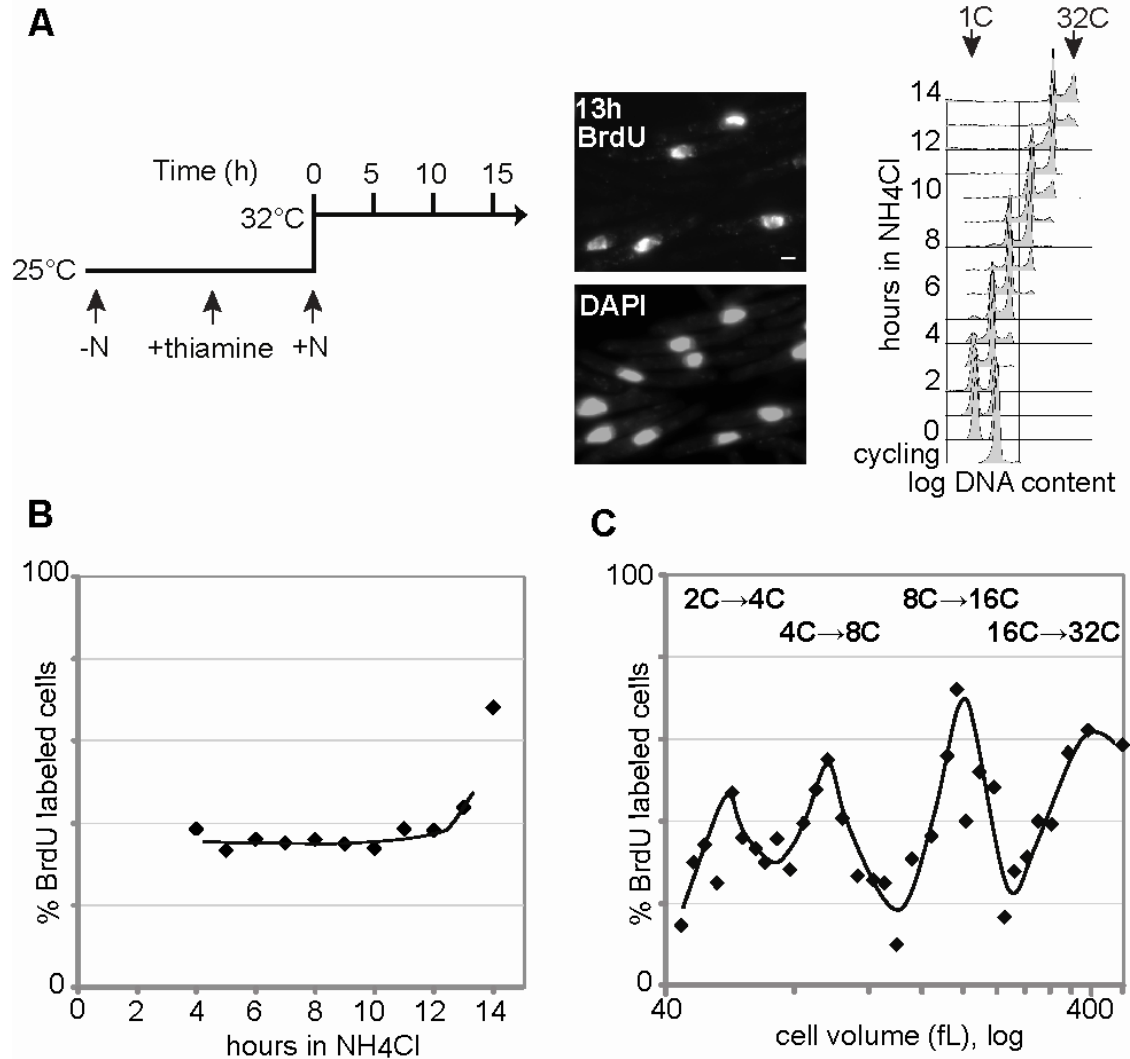 A
Time (h)
0 5 10 15
32°C
25°C
-N +thiamine +N
13h
BrdU
DAPI
1C 32C
14
12
10
8
6
4
2
0
cycling
hours in NH4Cl
log DNA content
B
100
0
% BrdU labeled cells
0 2 4 6 8 10 12 14
hours in NH4Cl
C
100
0
% BrdU labeled cells
2C→4C
4C→8C
8C→16C
16C→32C
40 400
cell volume (fL), log